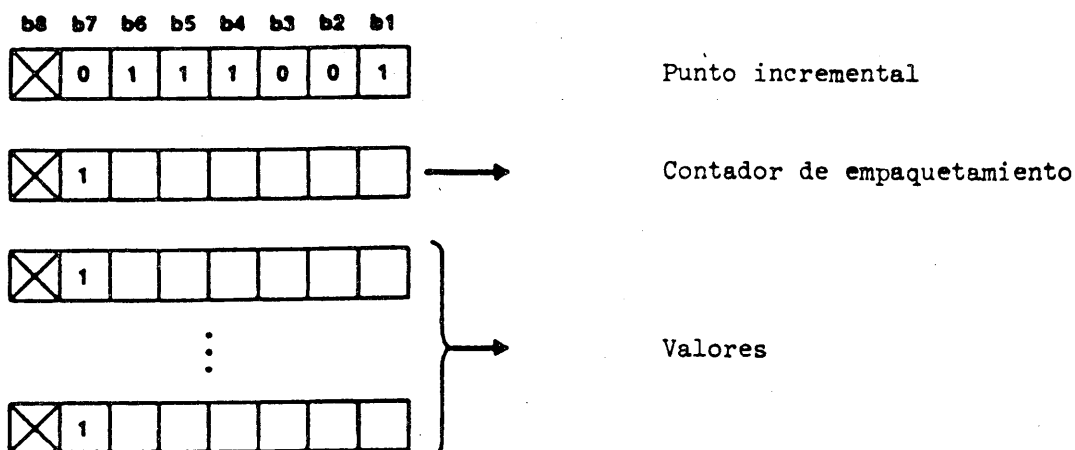 b8 b7 b6 b5 b4 b3 b2 b1
0 1 1 1 0 0 1 Punto incremental
1 Contador de empaquetamiento
1
Valores
1